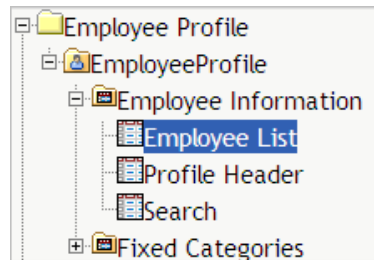 Employee Profile
EmployeeProfile
Employee Information
Employee List
Profile Header
Search
Fixed Categories